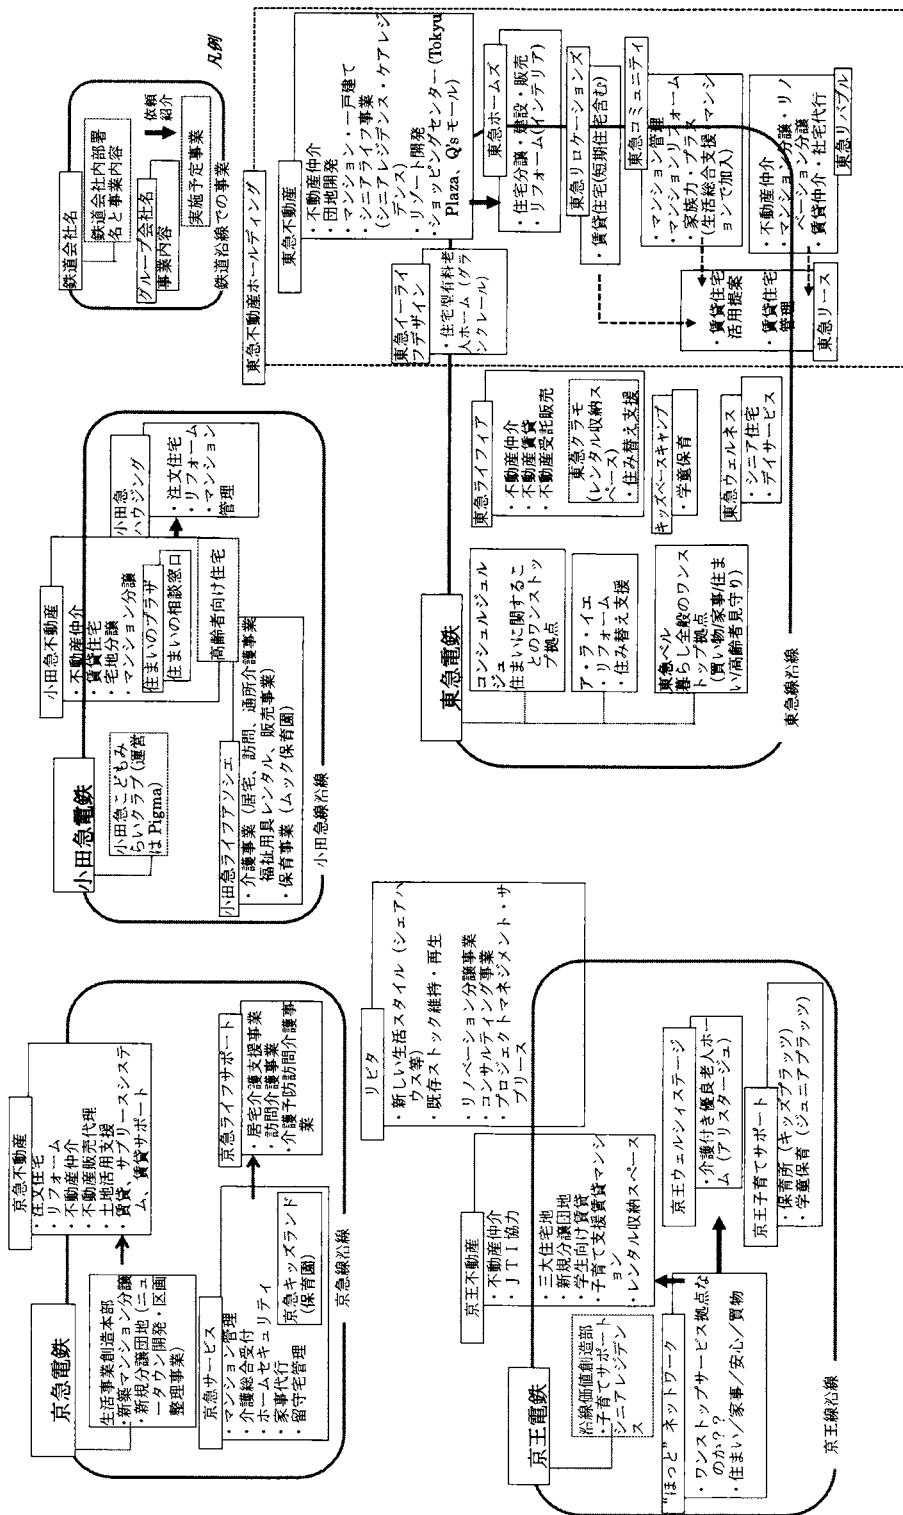 京急電鉄
生活事業創造本部
・新築マンション分譲
・新規分譲団地(ニュ
ータウン開発・区画
整理事業)
京急不動産
・注文住宅
・リフォーム
・不動産仲介
・不動産販売代理
・土地活用支援
・賃貸、サブリースシステ
ム、賃貸サポート
京急サービス
・マンション管理
・介護総合受付
・ホームセキュリティ
・家事代行
・留守宅管理
京急キッズランド
(保育園)
京急ライフサポート
・居宅介護支援事業
・訪問介護事業
・介護予防訪問介護事
業
京急線沿線
小田急電鉄
小田急こどもみ
らいクラブ(運営
はPigma)
小田急不動産
・不動産仲介
・賃貸住宅
・宅地分譲
・マンション分譲
住まいのプラザ
住まいの相談窓口
高齢者向け住宅
小田急
ハウジング
・注文住宅
・リフォーム
・マンション
管理
小田急ライフアソシエ
・介護事業(居宅、訪問、通所介護事業
福祉用具レンタル、販売事業)
・保育事業(ムック保育園)
小田急線沿線
鉄道会社名
鉄道会社内部署
名と事業内容
グループ会社名
事業内容
依頼
紹介
実施予定事業
鉄道沿線での事業
凡例
京王電鉄
沿線価値創造部
・子育てサポート
・シニアレジデン
ス
京王不動産
・不動産仲介
・JTI協力
・三大住宅地
・新規分譲団地
・学生向け賃貸
・子育て支援賃貸マンシ
ョン
・レンタル収納スペース
リビタ
・新しい生活スタイル(シェアハ
ウス等)
・既存ストック維持・再生
・リノベーション分譲事業
・コンサルティング事業
・プロジェクトマネジメント・サ
ブリース
“ほっと”ネットワーク
・ワンストップサービス拠点な
のか??
・住まい/家事/安心/買物
京王ウェルシィステージ
・介護付き優良老人ホー
ム(アリスタージュ)
京王子育てサポート
・保育所(キッズプラッツ)
・学童保育(ジュニアプラッツ)
京王線沿線
東急電鉄
コンシュルジュルジ
ュ
住まいに関するこ
とのワンストッ
プ拠点
ア・ラ・イエ
・リフォーム
・住み替え支援
東急ベル
暮らし全般のワンス
トップ拠点
(買い物/家事/住ま
い/高齢者見守り)
東急ライフィア
・不動産仲介
・不動産賃貸
・不動産受託販売
東急クラモ
(レンタル収納ス
ペース)
・住み替え支援
キッズベースキャンプ
・学童保育
東急ウェルネス
・シニア住宅
・デイサービス
東急線沿線
東急不動産ホールディング
東急不動産
・不動産仲介
・団地開発
・マンション・一戸建て
・シニアライフ事業
(シニアレジデンス・ケアレジ
デンス)
・リゾート開発
・ショッピングセンター(Tokyu
Plaza、Q'sモール)
東急イーライ
フデザイン
・住宅型有料老
人ホーム(グラ
ンクレール)
東急ホームズ
・住宅分譲・建設・販売
・リフォーム(インテリア)
東急リロケーションズ
・賃貸住宅(短期住宅含む)
東急コミュニティ
・マンション管理
・マンションリフォーム
・家族力・プラス
(生活総合支援・マンシ
ョンで加入)
東急リバブル
・不動産仲介
・マンション分譲・リノ
ベーション分譲
・賃貸仲介・社宅代行
東急リース
・賃貸住宅
活用提案
・賃貸住宅
管理